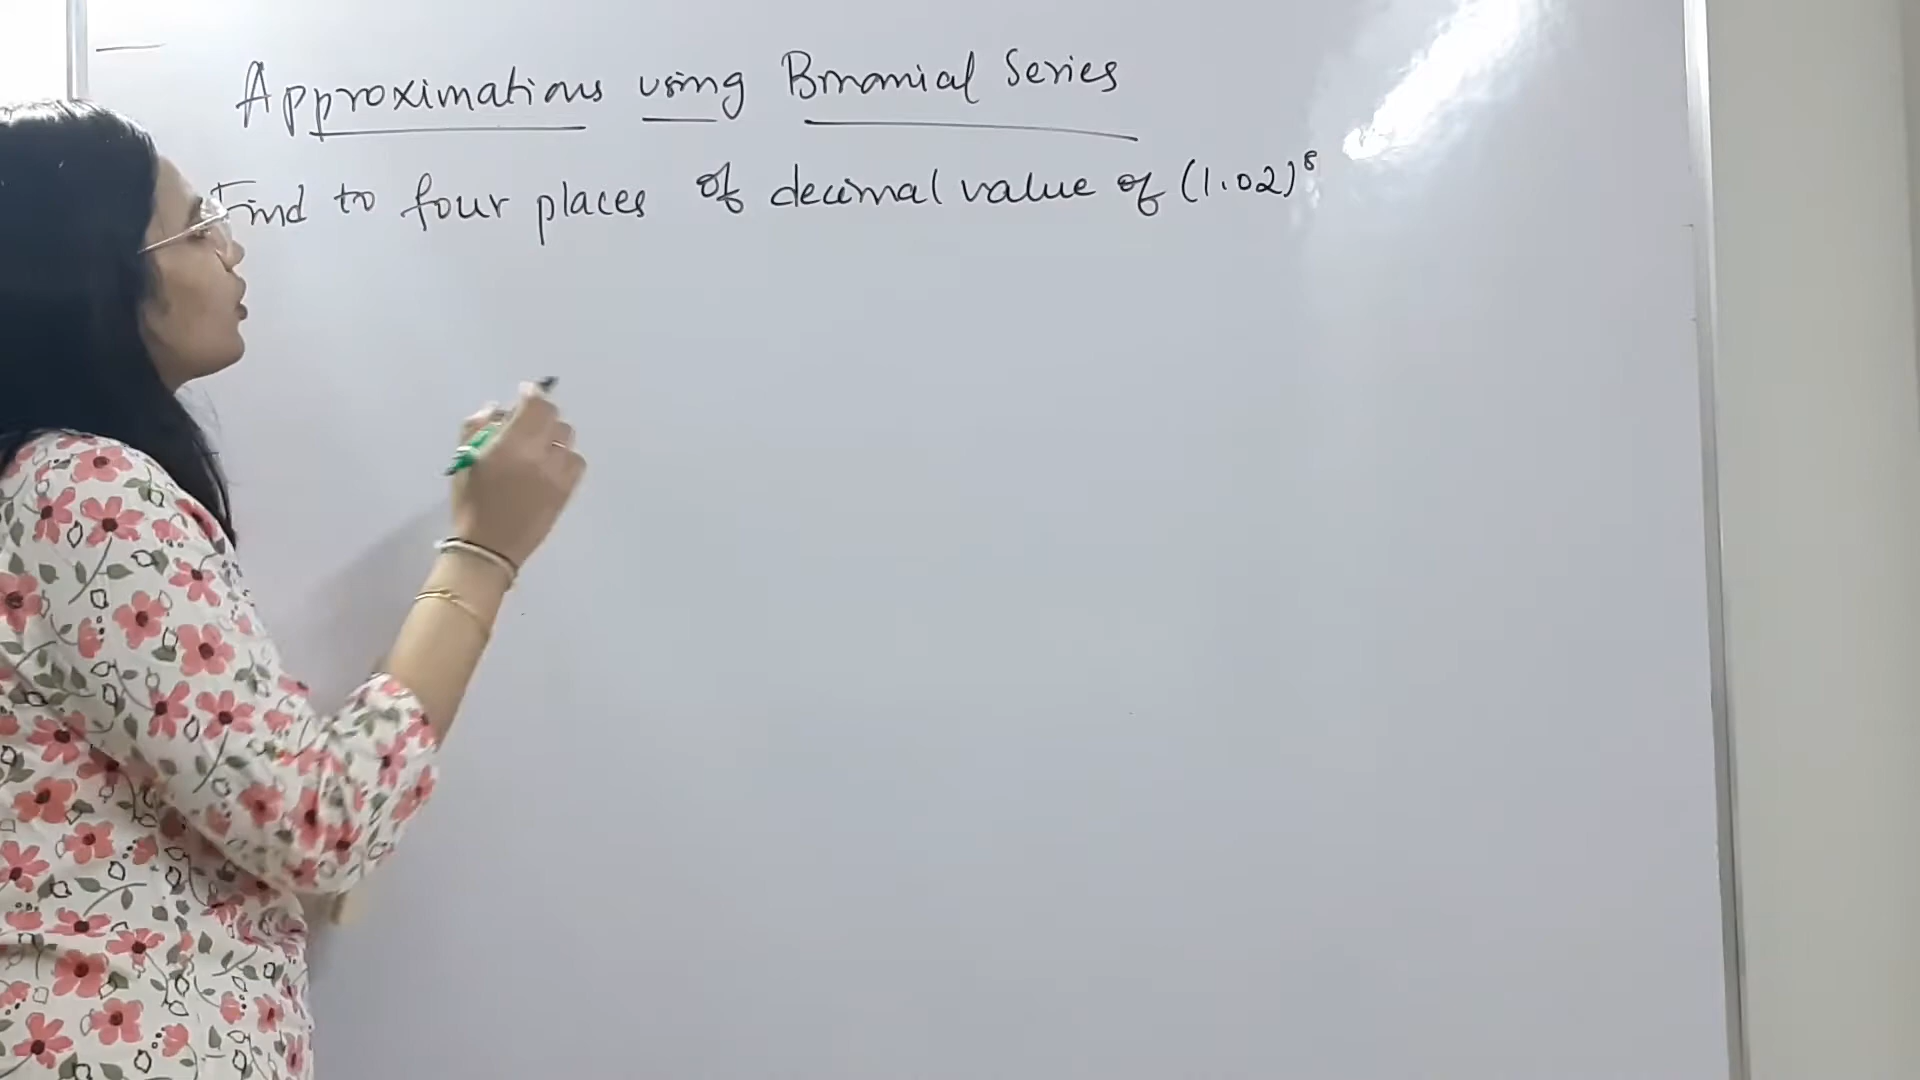 Approximations using Binomial Series
Find to four places of decimal value of (1.02)⁸